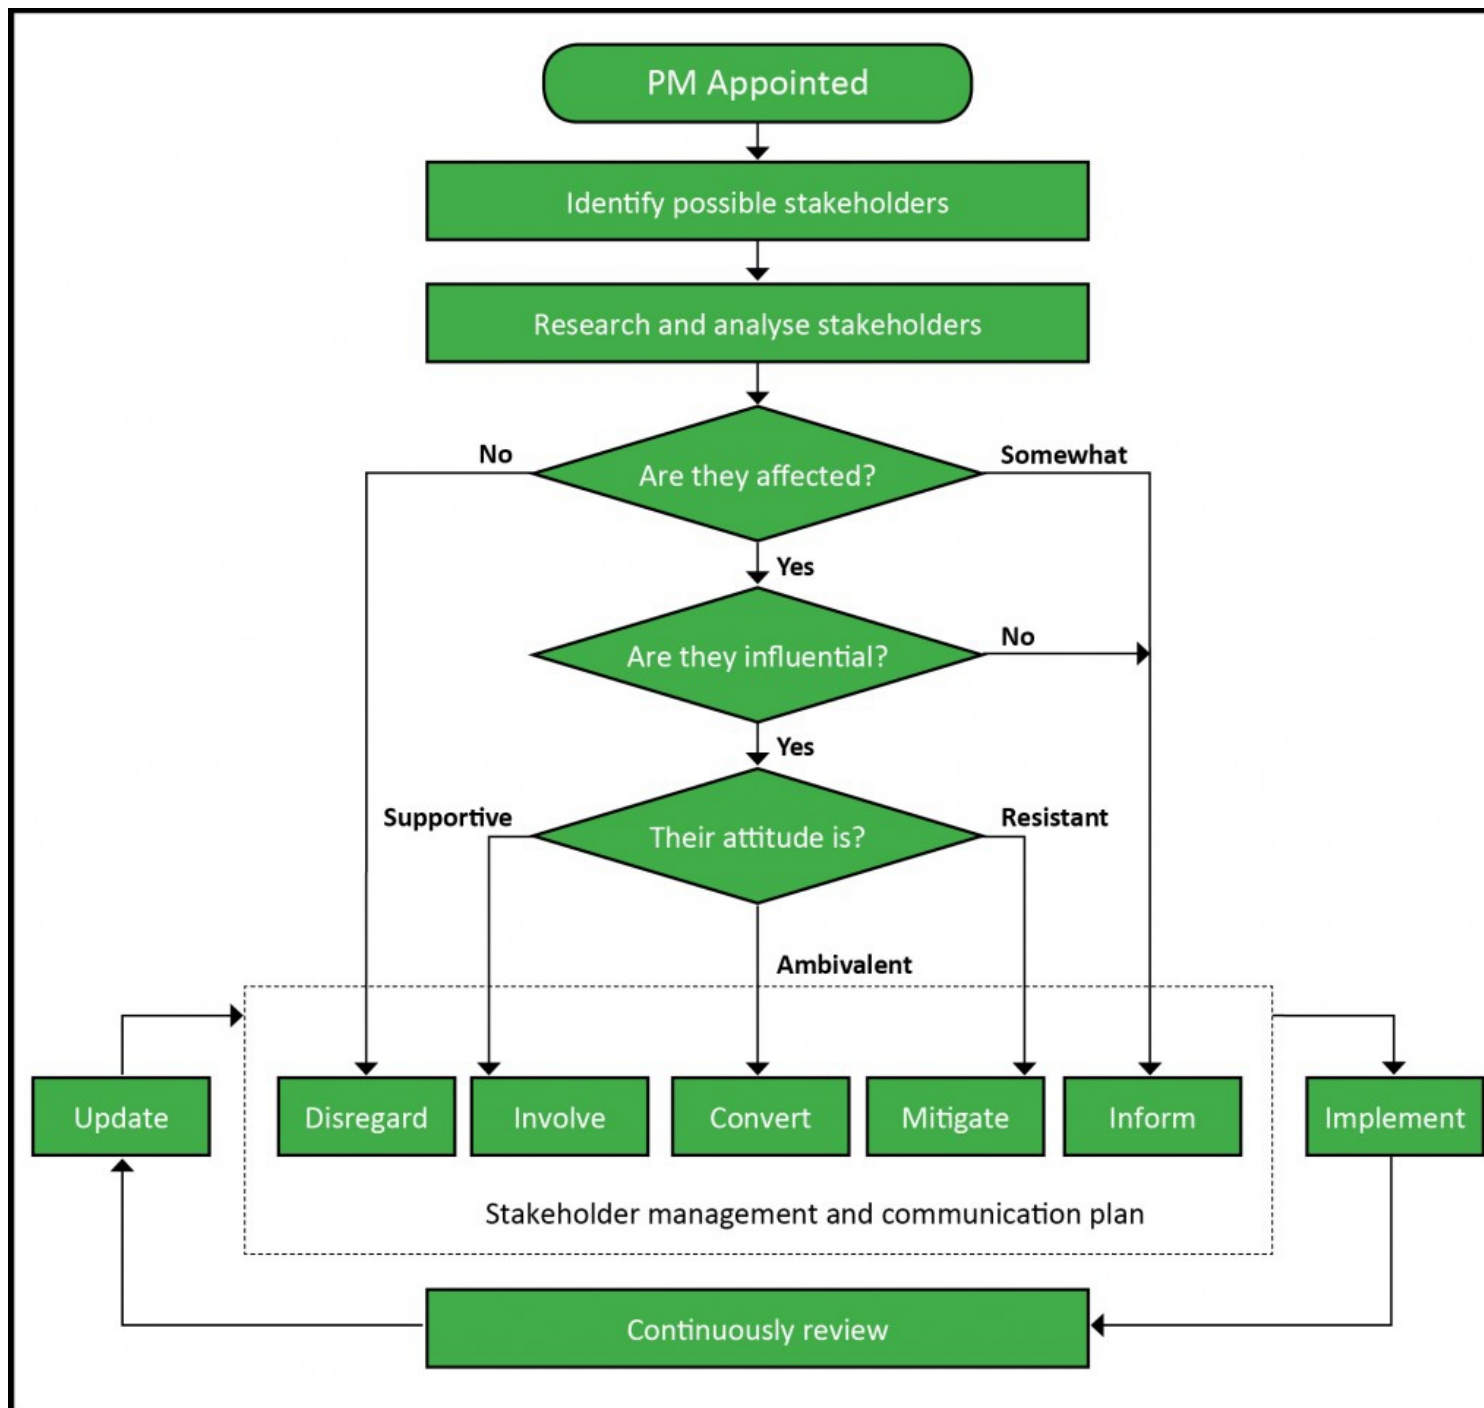 PM Appointed
Identify possible stakeholders
Research and analyse stakeholders
No
Somewhat
Are they affected?
Yes
No
Are they influential?
Yes
Supportive
Resistant
Their attitude is?
Ambivalent
Update
Disregard
Involve
Convert
Mitigate
Inform
Implement
Stakeholder management and communication plan
Continuously review